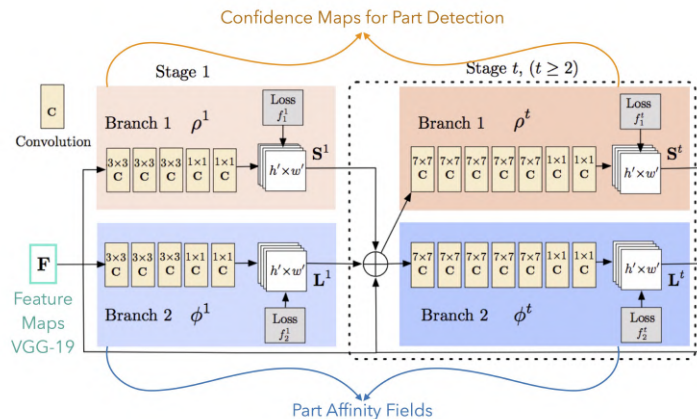 Confidence Maps for Part Detection
Stage 1
Stage t, (t ≥ 2)
C
Convolution
Branch 1 ρ¹
Loss
f₁¹
3×3 C 3×3 C 3×3 C 1×1 C 1×1 C
h′×w′
S¹
Branch 1 ρᵗ
Loss
f₁ᵗ
7×7 C 7×7 C 7×7 C 7×7 C 7×7 C 1×1 C 1×1 C
h′×w′
Sᵗ
F
Feature
Maps
VGG-19
3×3 C 3×3 C 3×3 C 1×1 C 1×1 C
h′×w′
L¹
Branch 2 ϕ¹
Loss
f₂¹
7×7 C 7×7 C 7×7 C 7×7 C 7×7 C 1×1 C 1×1 C
h′×w′
Lᵗ
Branch 2 ϕᵗ
Loss
f₂ᵗ
Part Affinity Fields